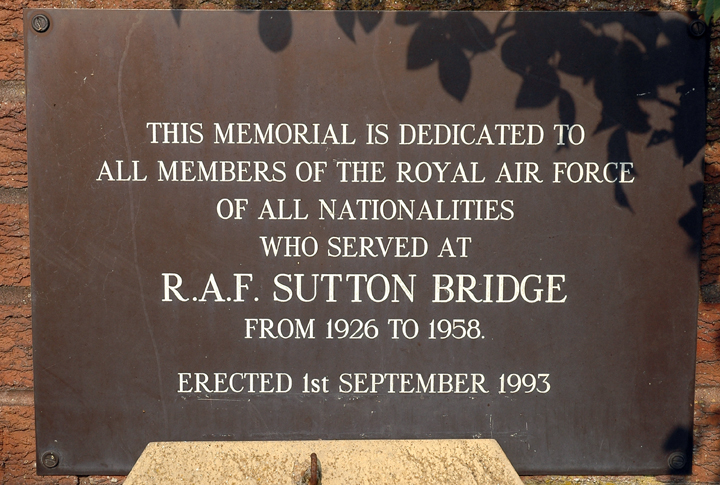 THIS MEMORIAL IS DEDICATED TO
ALL MEMBERS OF THE ROYAL AIR FORCE
OF ALL NATIONALITIES
WHO SERVED AT
R.A.F. SUTTON BRIDGE
FROM 1926 TO 1958.
ERECTED 1st SEPTEMBER 1993